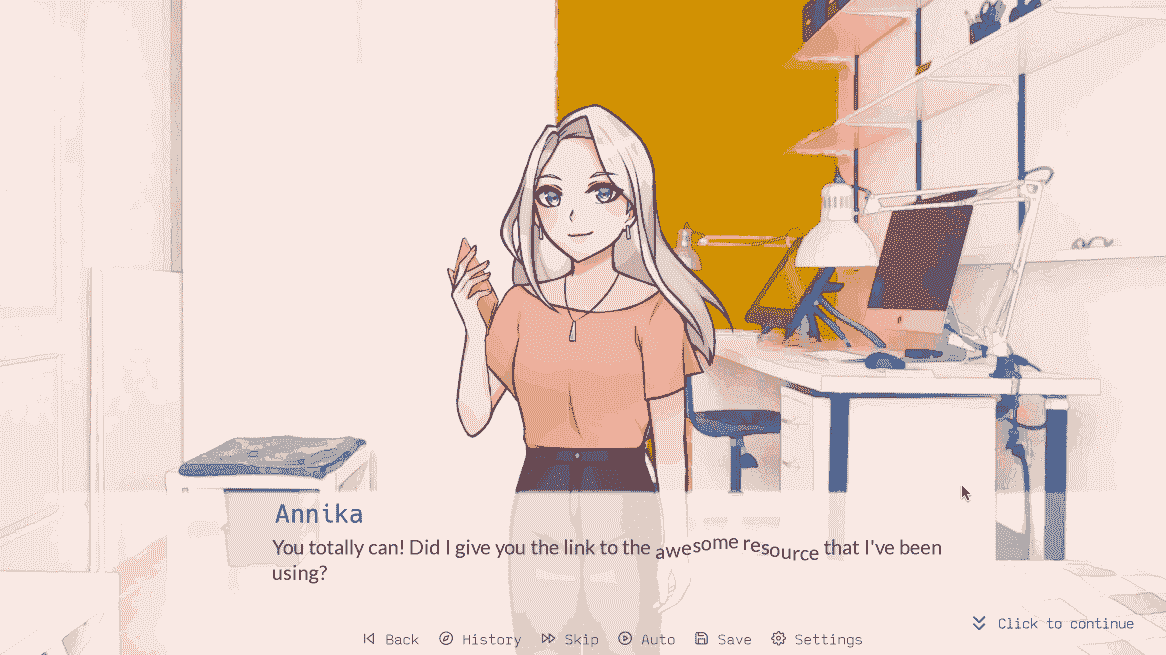 Annika
You totally can! Did I give you the link to the awesome resource that I've been
using?
Click to continue
Back History Skip Auto Save Settings